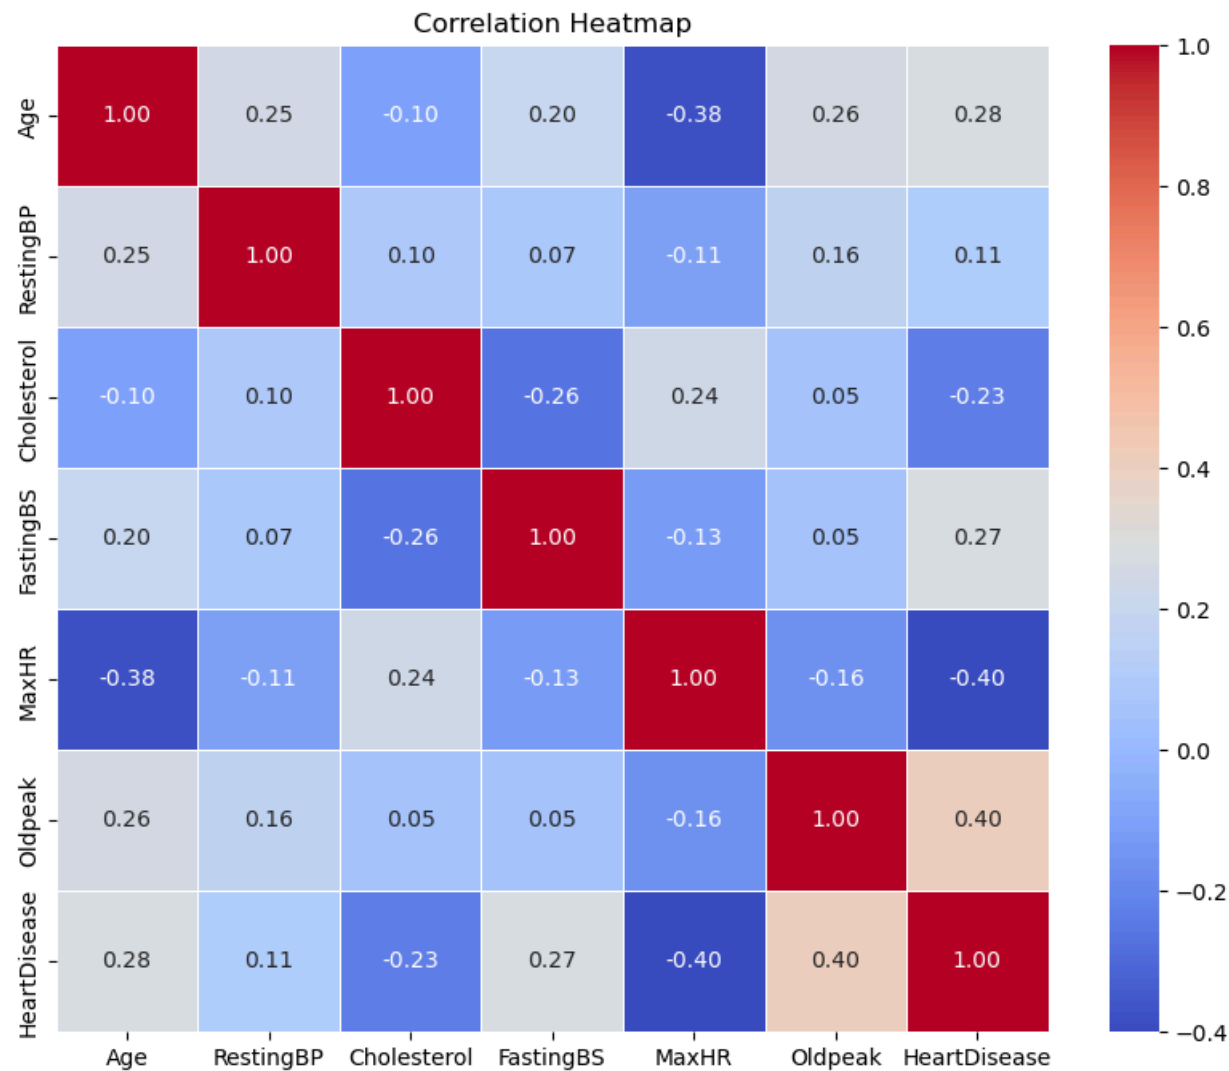 Correlation Heatmap
Age 1.00 0.25 -0.10 0.20 -0.38 0.26 0.28
RestingBP 0.25 1.00 0.10 0.07 -0.11 0.16 0.11
Cholesterol -0.10 0.10 1.00 -0.26 0.24 0.05 -0.23
FastingBS 0.20 0.07 -0.26 1.00 -0.13 0.05 0.27
MaxHR -0.38 -0.11 0.24 -0.13 1.00 -0.16 -0.40
Oldpeak 0.26 0.16 0.05 0.05 -0.16 1.00 0.40
HeartDisease 0.28 0.11 -0.23 0.27 -0.40 0.40 1.00
Age RestingBP Cholesterol FastingBS MaxHR Oldpeak HeartDisease
1.0
0.8
0.6
0.4
0.2
0.0
−0.2
−0.4